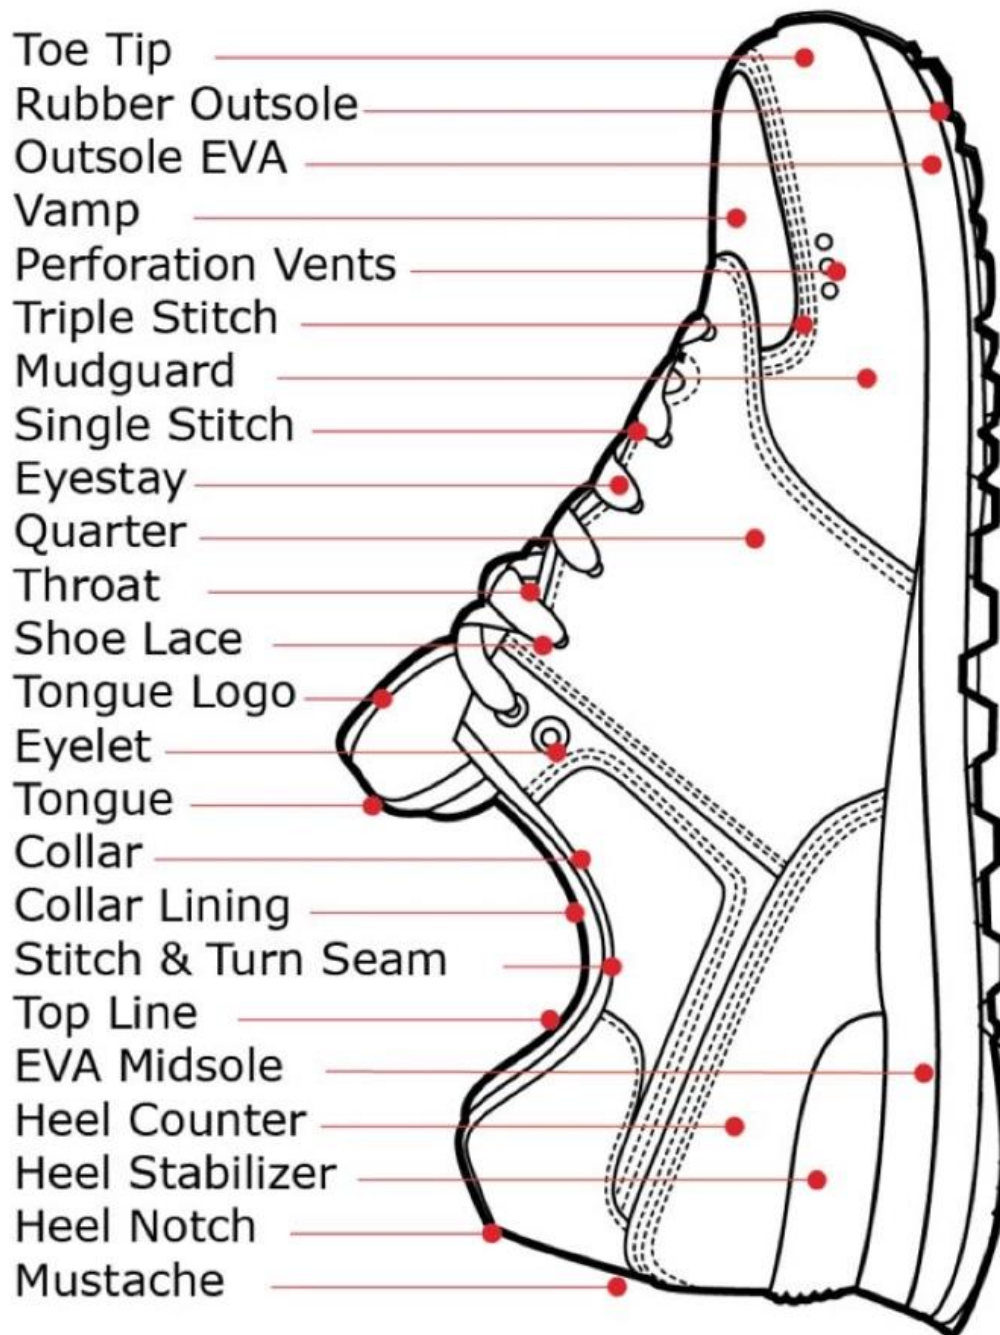 Toe Tip
Rubber Outsole
Outsole EVA
Vamp
Perforation Vents
Triple Stitch
Mudguard
Single Stitch
Eyestay
Quarter
Throat
Shoe Lace
Tongue Logo
Eyelet
Tongue
Collar
Collar Lining
Stitch & Turn Seam
Top Line
EVA Midsole
Heel Counter
Heel Stabilizer
Heel Notch
Mustache